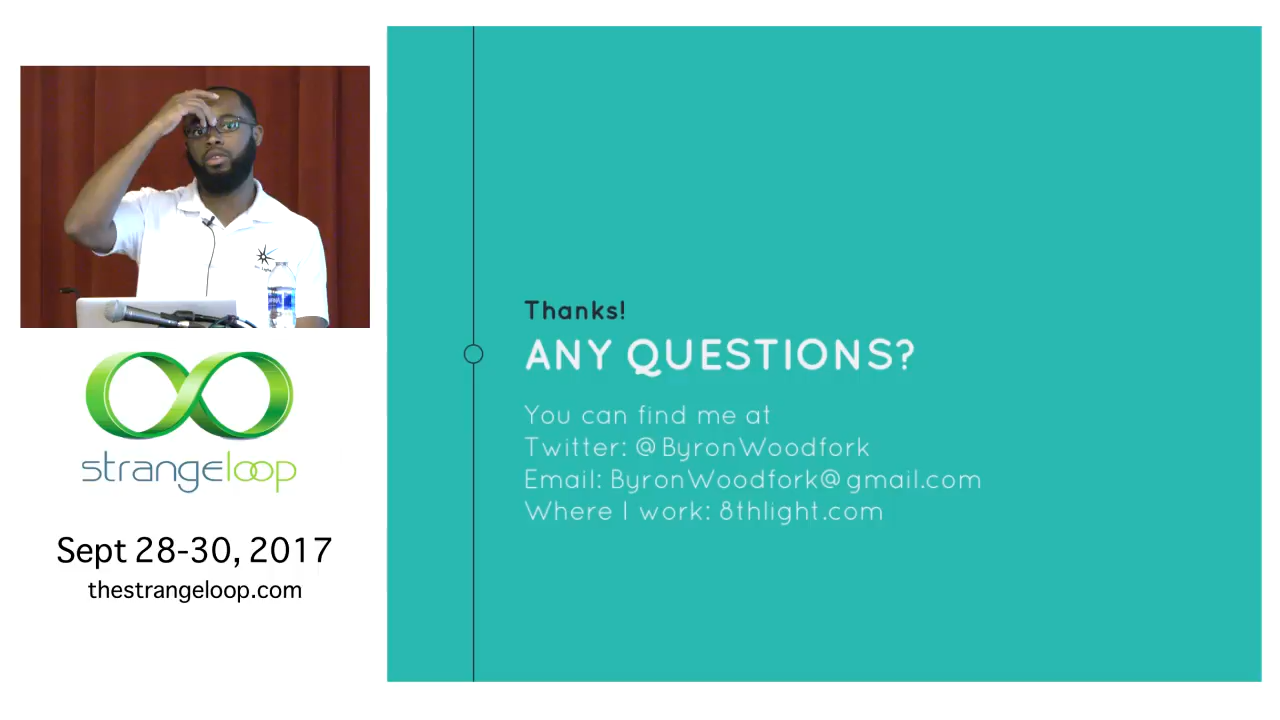 strangeloop
Sept 28-30, 2017
thestrangeloop.com
Thanks!
ANY QUESTIONS?
You can find me at
Twitter: @ByronWoodfork
Email: ByronWoodfork@gmail.com
Where I work: 8thlight.com